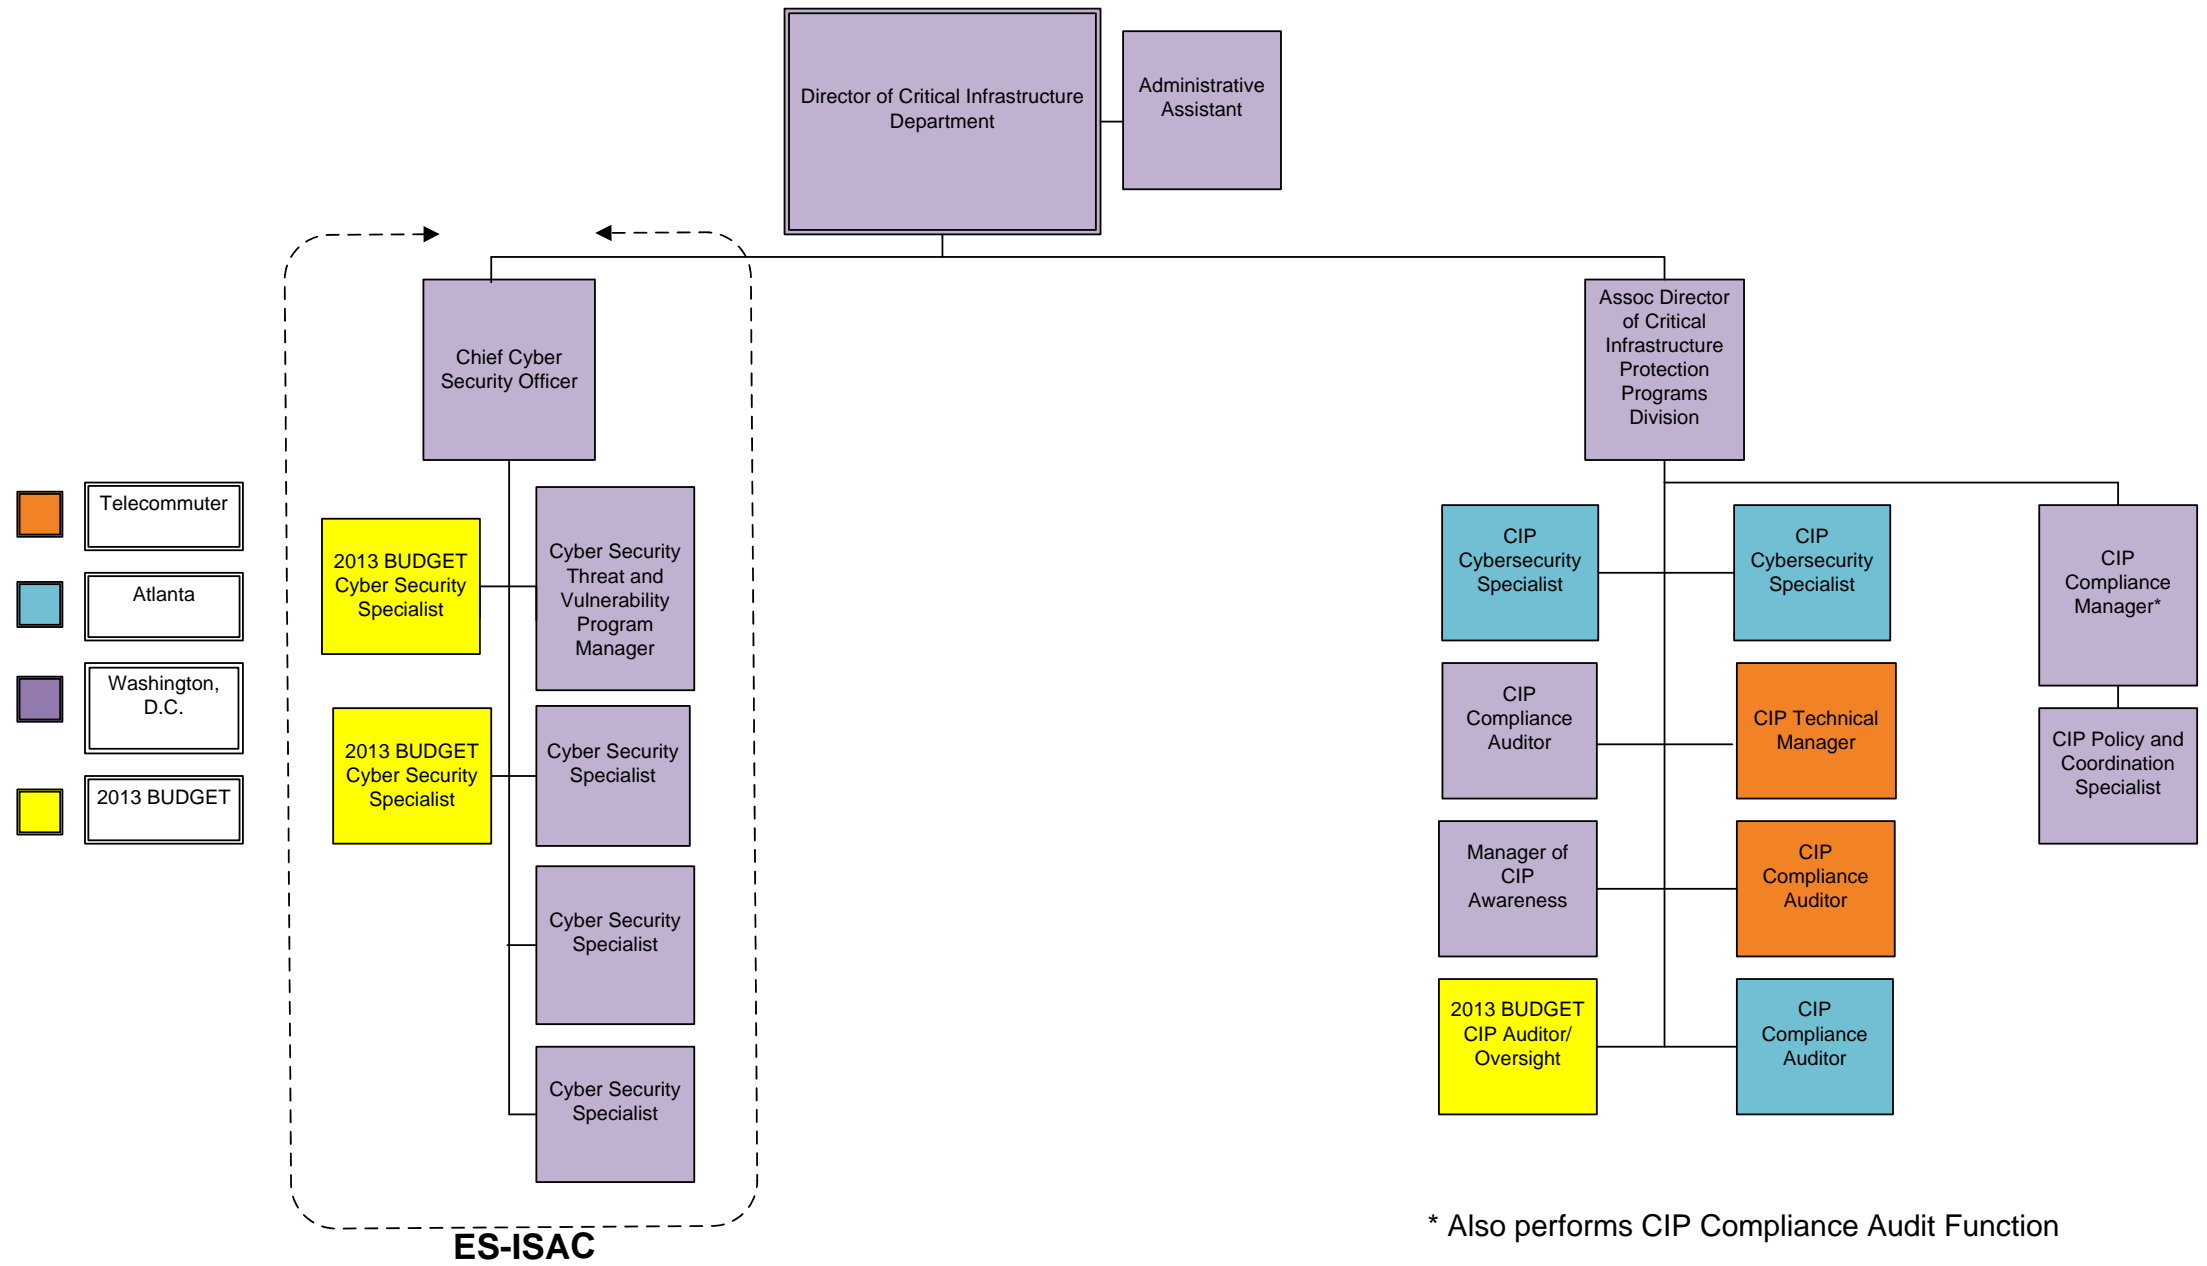 Director of Critical Infrastructure
Department
Administrative
Assistant
Chief Cyber
Security Officer
Assoc Director
of Critical
Infrastructure
Protection
Programs
Division
Telecommuter
Atlanta
Washington,
D.C.
2013 BUDGET
2013 BUDGET
Cyber Security
Specialist
Cyber Security
Threat and
Vulnerability
Program
Manager
2013 BUDGET
Cyber Security
Specialist
Cyber Security
Specialist
Cyber Security
Specialist
Cyber Security
Specialist
ES-ISAC
CIP
Cybersecurity
Specialist
CIP
Cybersecurity
Specialist
CIP
Compliance
Manager*
CIP
Compliance
Auditor
CIP Technical
Manager
CIP Policy and
Coordination
Specialist
Manager of
CIP
Awareness
CIP
Compliance
Auditor
2013 BUDGET
CIP Auditor/
Oversight
CIP
Compliance
Auditor
* Also performs CIP Compliance Audit Function